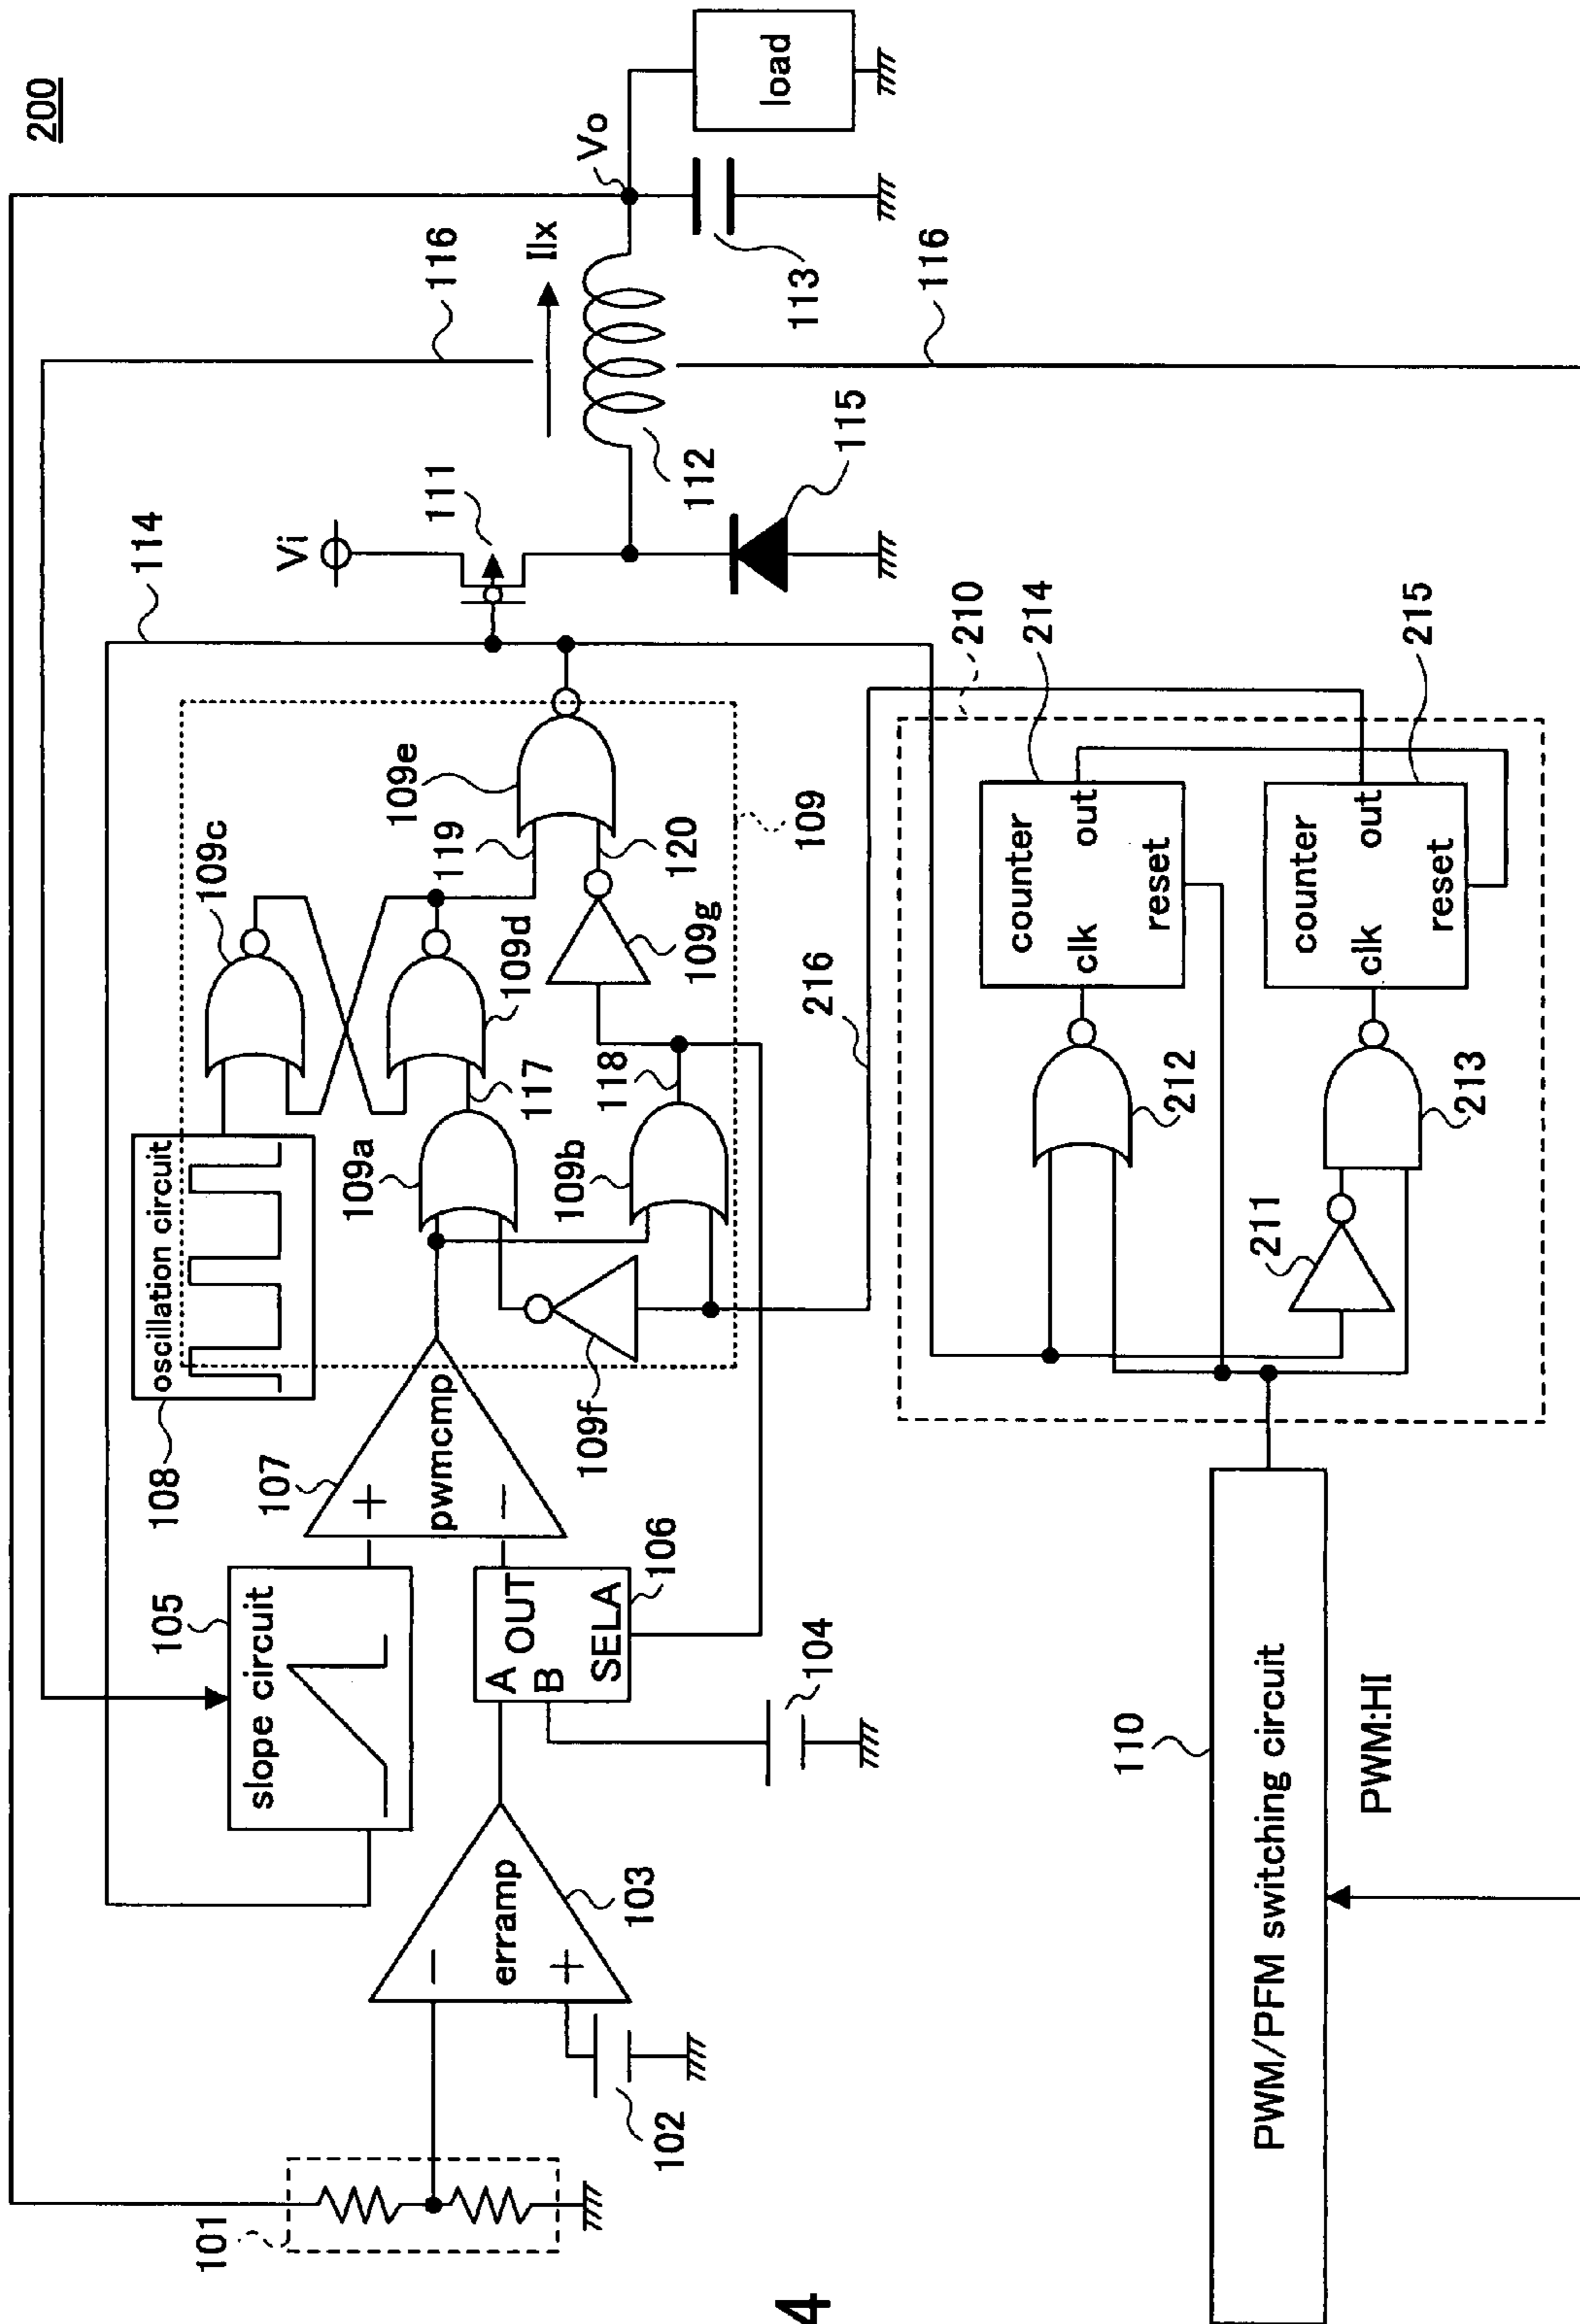 200
114
116
Vi
111
Ilx
Vo
load
112
113
115
116
108
oscillation circuit
109c
109d
109e
119
120
109g
109
109a
117
118
109b
109f
105
slope circuit
107
+
−
pwmcmp
A
OUT
B
SELA
106
104
103
−
erramp
+
102
101
216
210
214
counter
clk
out
reset
212
215
counter
clk
out
reset
213
211
110
PWM/PFM switching circuit
PWM:HI
4